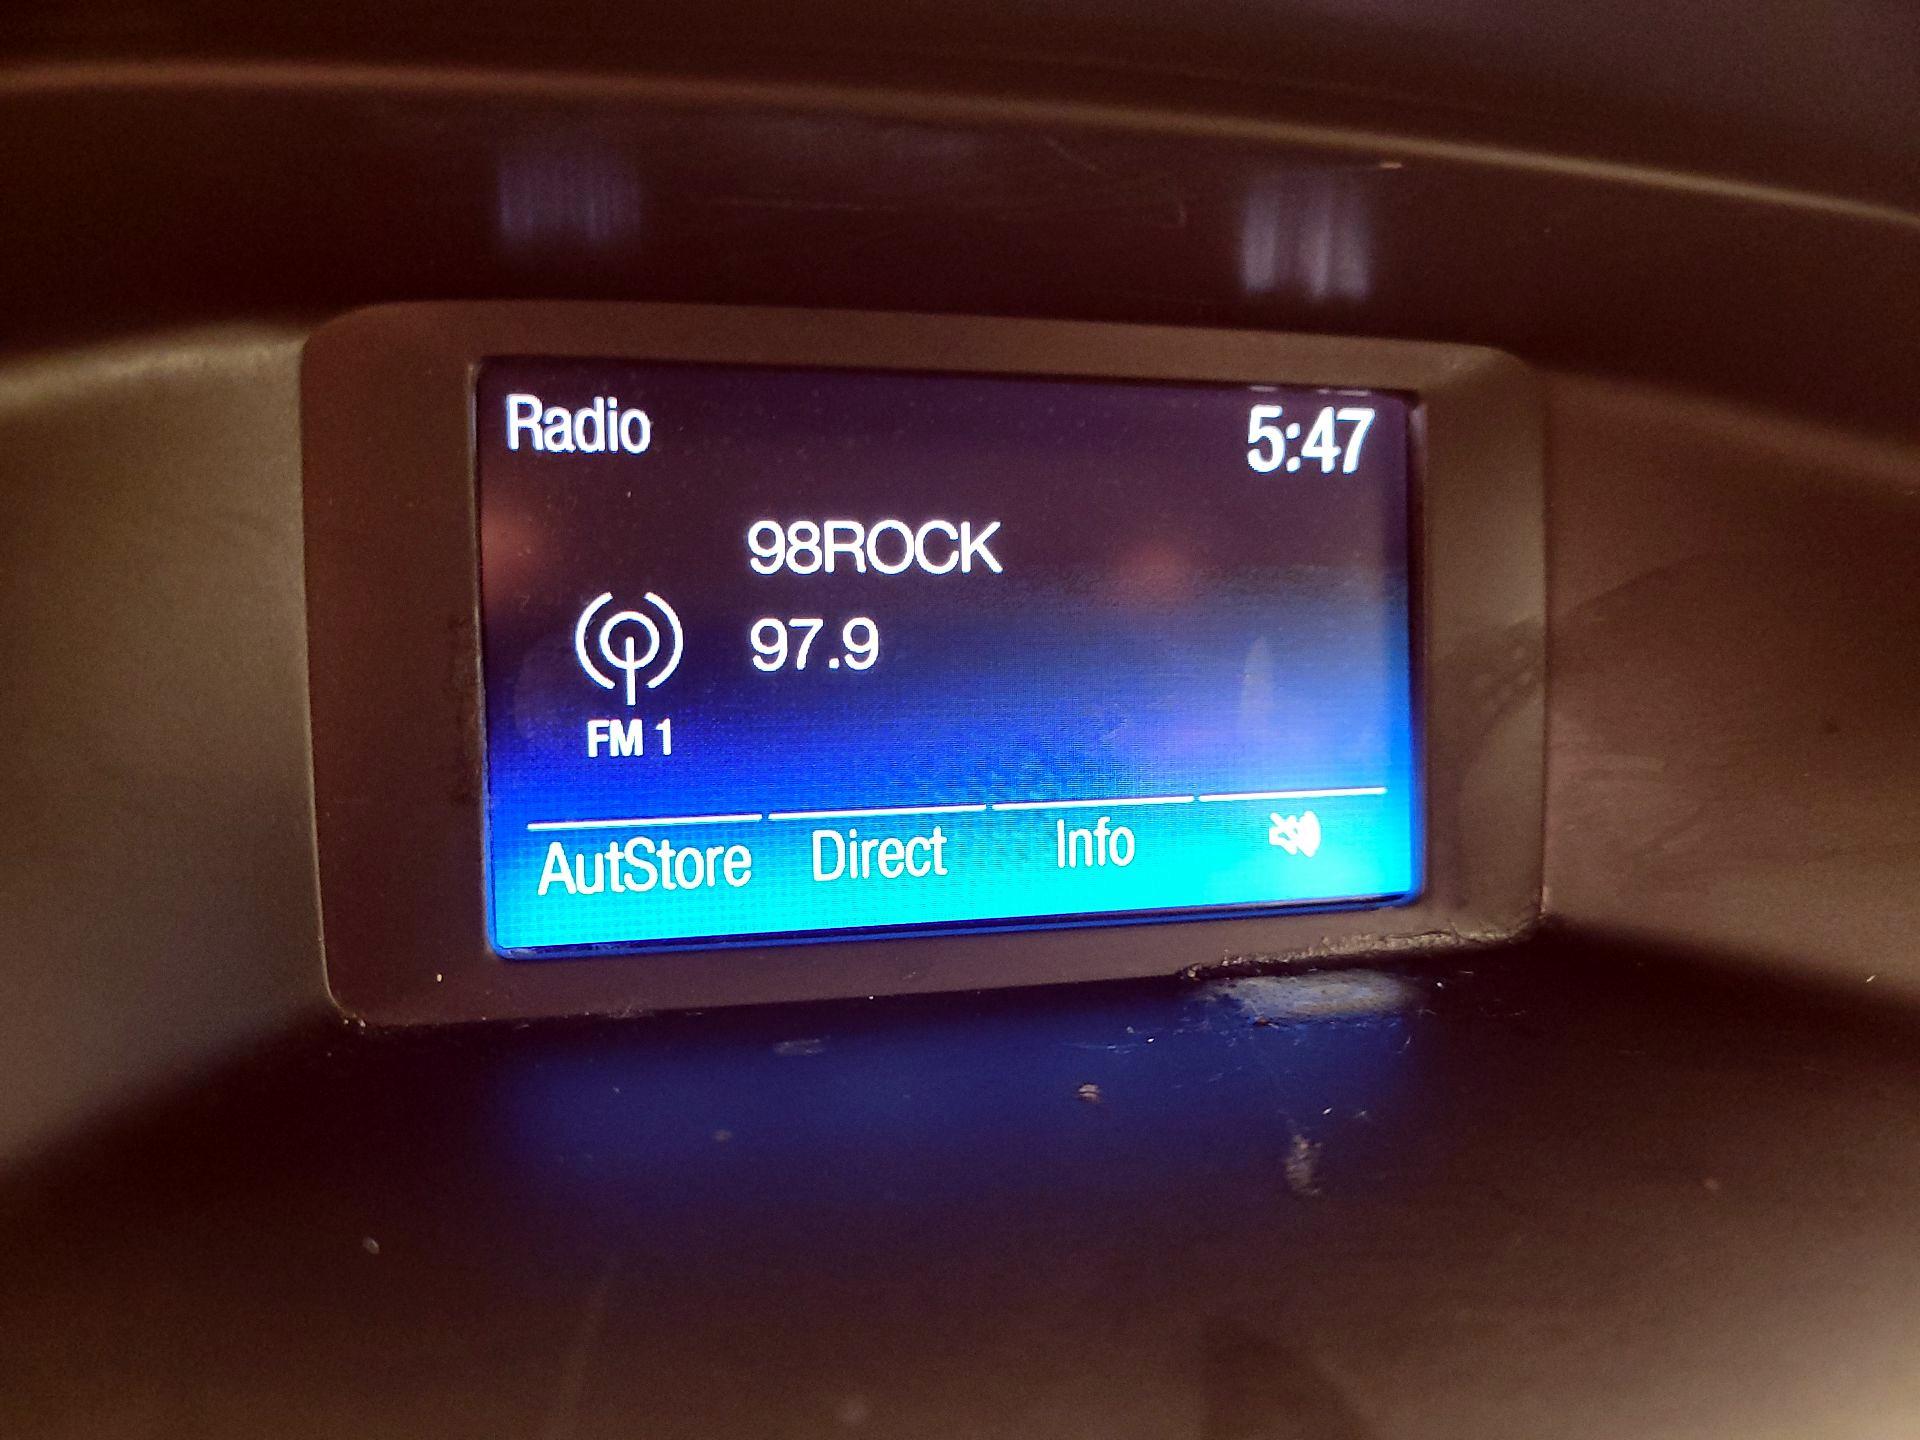 Radio 5:47
98ROCK
97.9
FM 1
AutStore Direct Info